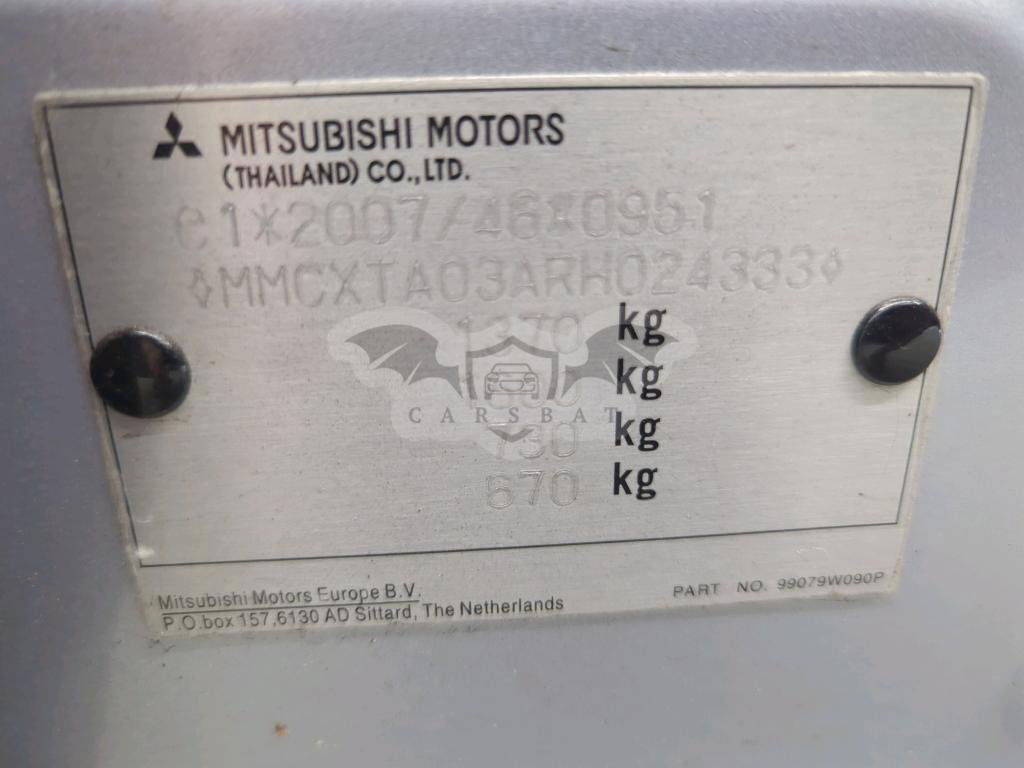 MITSUBISHI MOTORS
(THAILAND) CO.,LTD.
e1*2007/46*0951
◊MMCXTA03ARH024333◊
1370 kg
kg
CARSBAT
730 kg
670 kg
Mitsubishi Motors Europe B.V.
P.O.box 157,6130 AD Sittard, The Netherlands
PART NO. 99079W090P